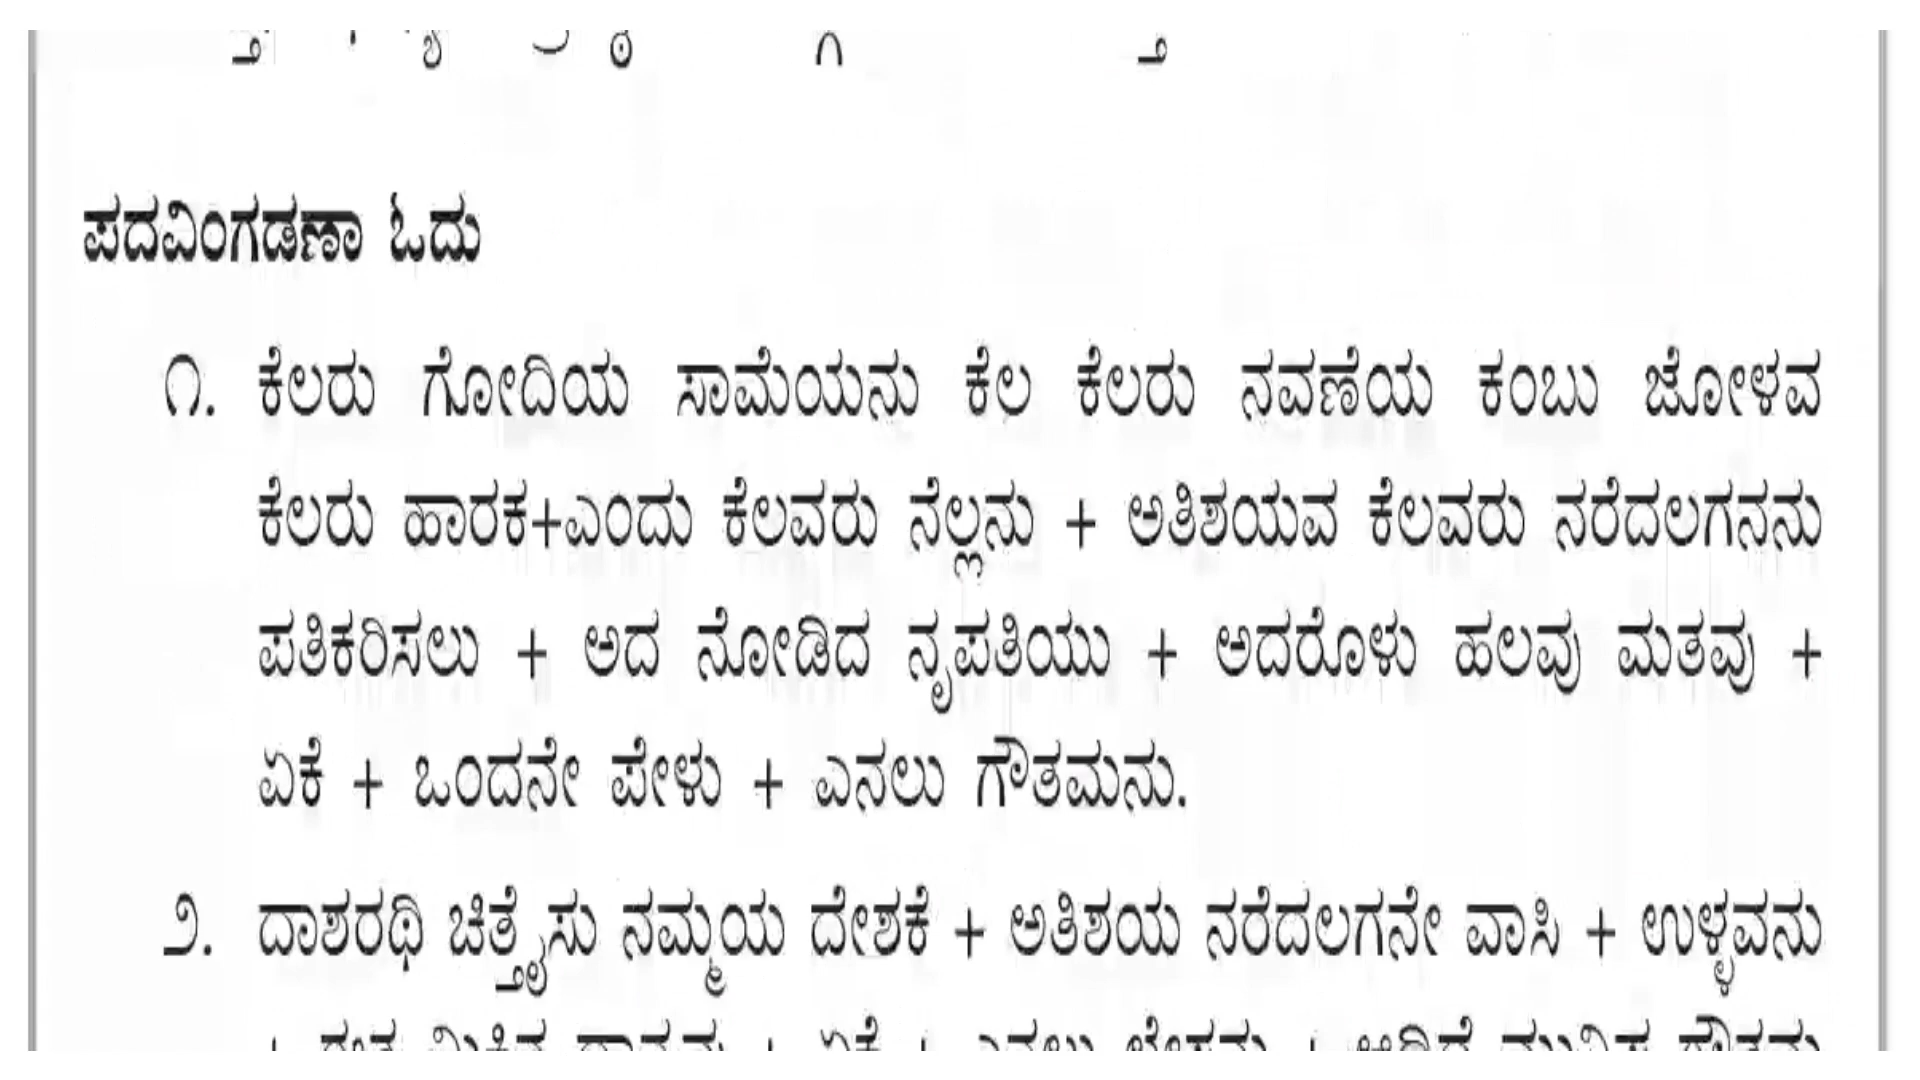 ಪದವಿಂಗಡಣಾ ಓದು
೧. ಕೆಲರು ಗೋದಿಯ ಸಾಮೆಯನು ಕೆಲ ಕೆಲರು ನವಣೆಯ ಕಂಬು ಜೋಳವ
ಕೆಲರು ಹಾರಕ+ಎಂದು ಕೆಲವರು ನೆಲ್ಲನು + ಅತಿಶಯವ ಕೆಲವರು ನರೆದಲಗನನು
ಪತಿಕರಿಸಲು + ಅದ ನೋಡಿದ ನೃಪತಿಯು + ಅದರೊಳು ಹಲವು ಮತವು +
ಏಕೆ + ಒಂದನೇ ಪೇಳು + ಎನಲು ಗೌತಮನು.
೨. ದಾಶರಥಿ ಚಿತ್ತೈಸು ನಮ್ಮಯ ದೇಶಕೆ + ಅತಿಶಯ ನರೆದಲಗನೇ ವಾಸಿ + ಉಳ್ಳವನು